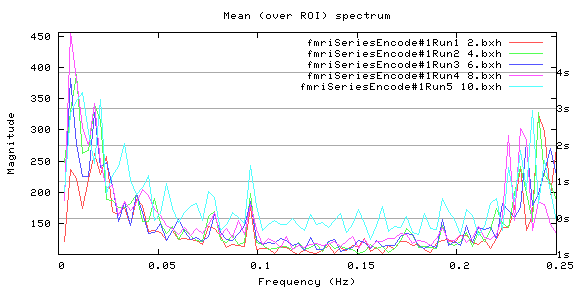 Mean (over ROI) spectrum
fmriSeriesEncode#1Run1 2.bxh
fmriSeriesEncode#1Run2 4.bxh
fmriSeriesEncode#1Run3 6.bxh
fmriSeriesEncode#1Run4 8.bxh
fmriSeriesEncode#1Run5 10.bxh
450
400
350
300
250
200
150
Magnitude
4s
3s
2s
1s
0s
1s
0 0.05 0.1 0.15 0.2 0.25
Frequency (Hz)